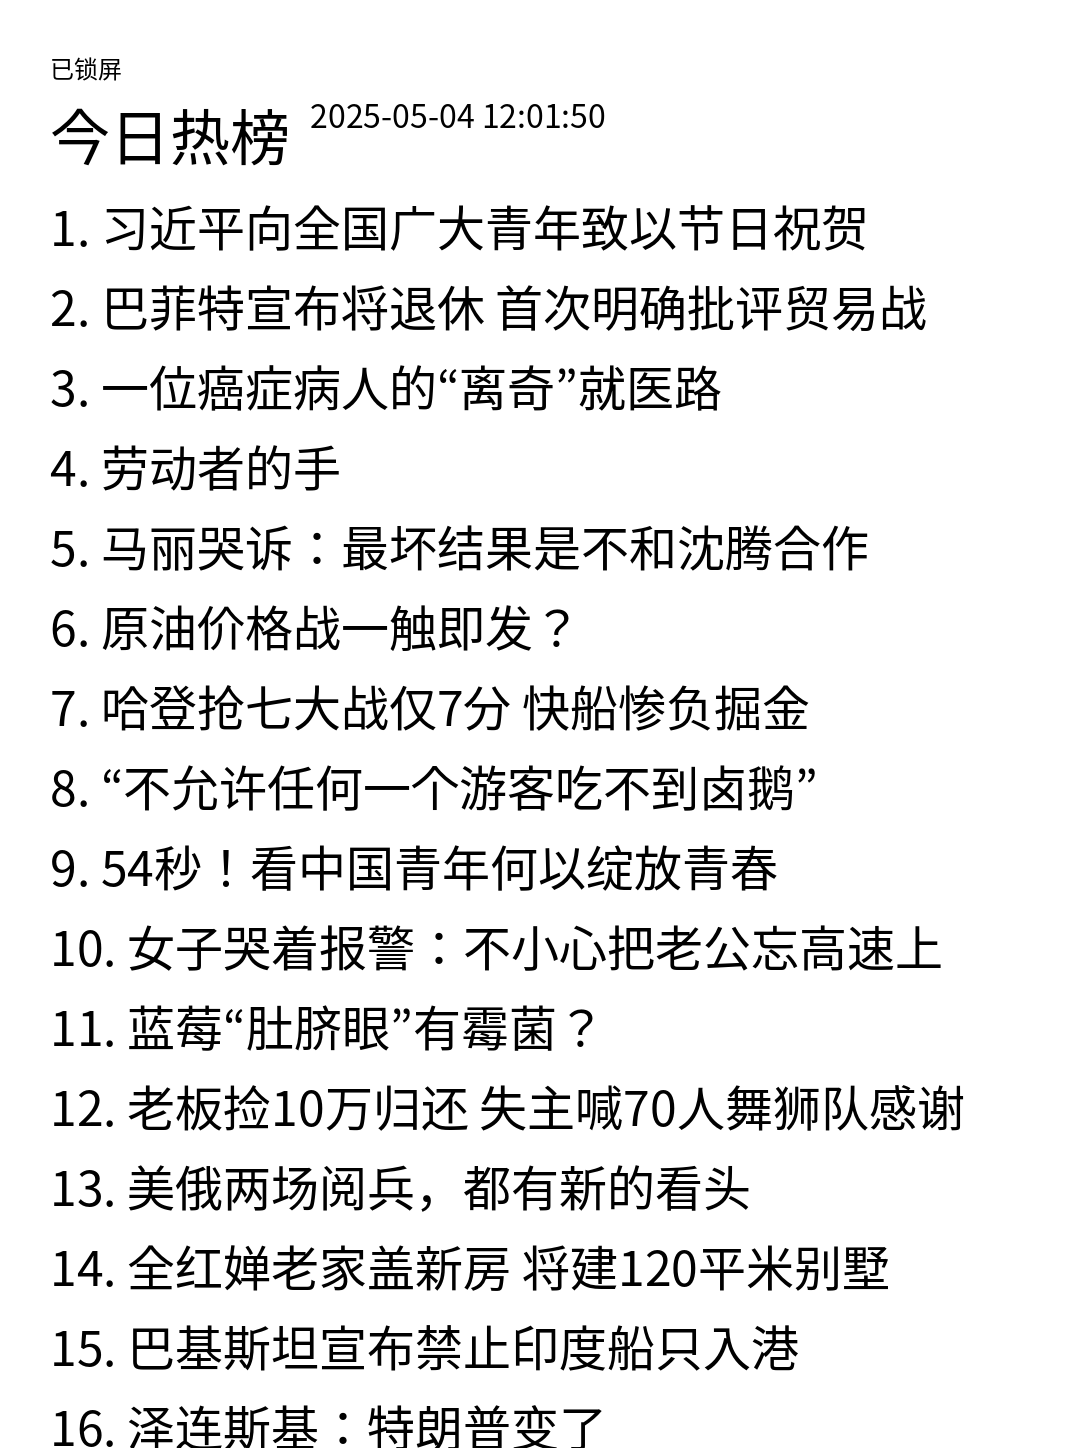 已锁屏
今日热榜 2025-05-04 12:01:50
1. 习近平向全国广大青年致以节日祝贺
2. 巴菲特宣布将退休 首次明确批评贸易战
3. 一位癌症病人的“离奇”就医路
4. 劳动者的手
5. 马丽哭诉：最坏结果是不和沈腾合作
6. 原油价格战一触即发？
7. 哈登抢七大战仅7分 快船惨负掘金
8. “不允许任何一个游客吃不到卤鹅”
9. 54秒！看中国青年何以绽放青春
10. 女子哭着报警：不小心把老公忘高速上
11. 蓝莓“肚脐眼”有霉菌？
12. 老板捡10万归还 失主喊70人舞狮队感谢
13. 美俄两场阅兵，都有新的看头
14. 全红婵老家盖新房 将建120平米别墅
15. 巴基斯坦宣布禁止印度船只入港
16. 泽连斯基：特朗普变了